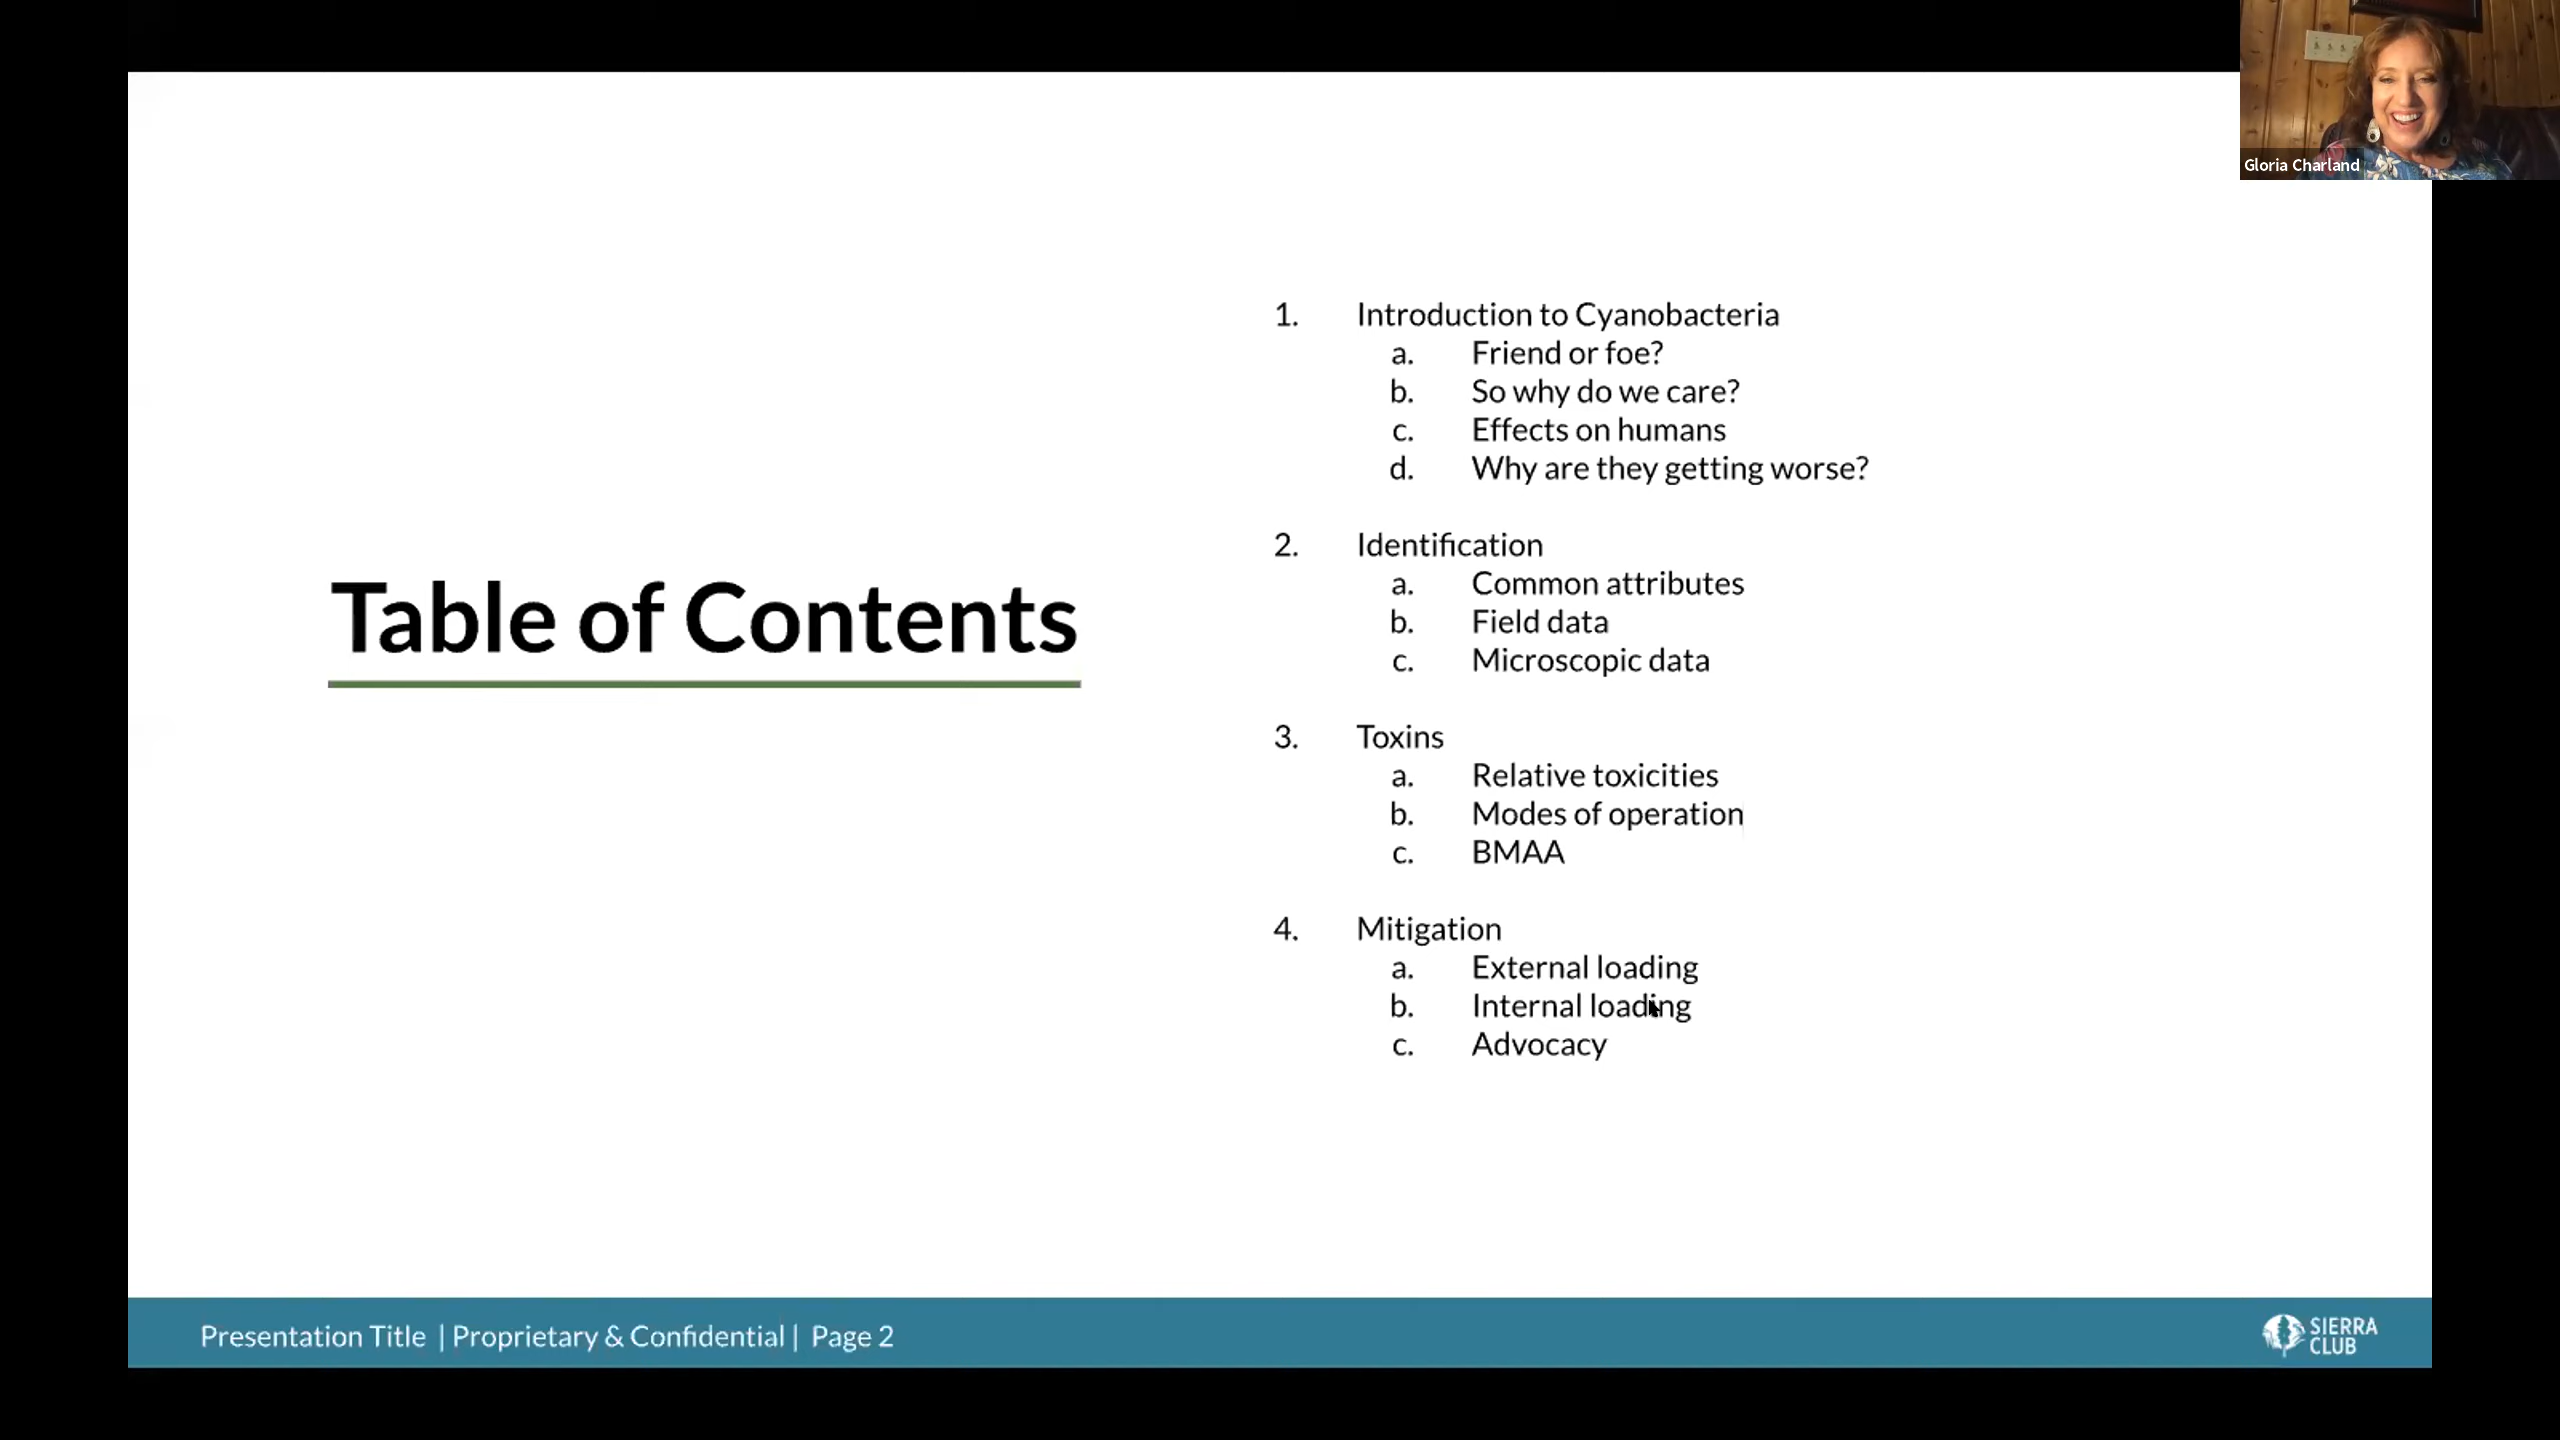 Gloria Charland
Table of Contents
1. Introduction to Cyanobacteria
a. Friend or foe?
b. So why do we care?
c. Effects on humans
d. Why are they getting worse?
2. Identification
a. Common attributes
b. Field data
c. Microscopic data
3. Toxins
a. Relative toxicities
b. Modes of operation
c. BMAA
4. Mitigation
a. External loading
b. Internal loading
c. Advocacy
Presentation Title | Proprietary & Confidential | Page 2
SIERRA
CLUB